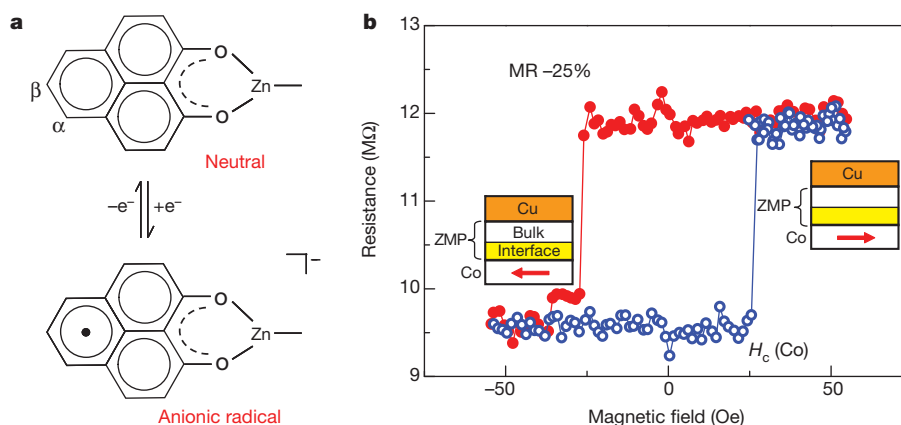 a
O
Zn
O
β
α
Neutral
–e– +e–
–
O
Zn
O
Anionic radical
b
13
12
11
10
9
Resistance (MΩ)
MR –25%
Cu
ZMP
Bulk
Interface
Co
Cu
ZMP
Co
Hc (Co)
–50
0
50
Magnetic field (Oe)